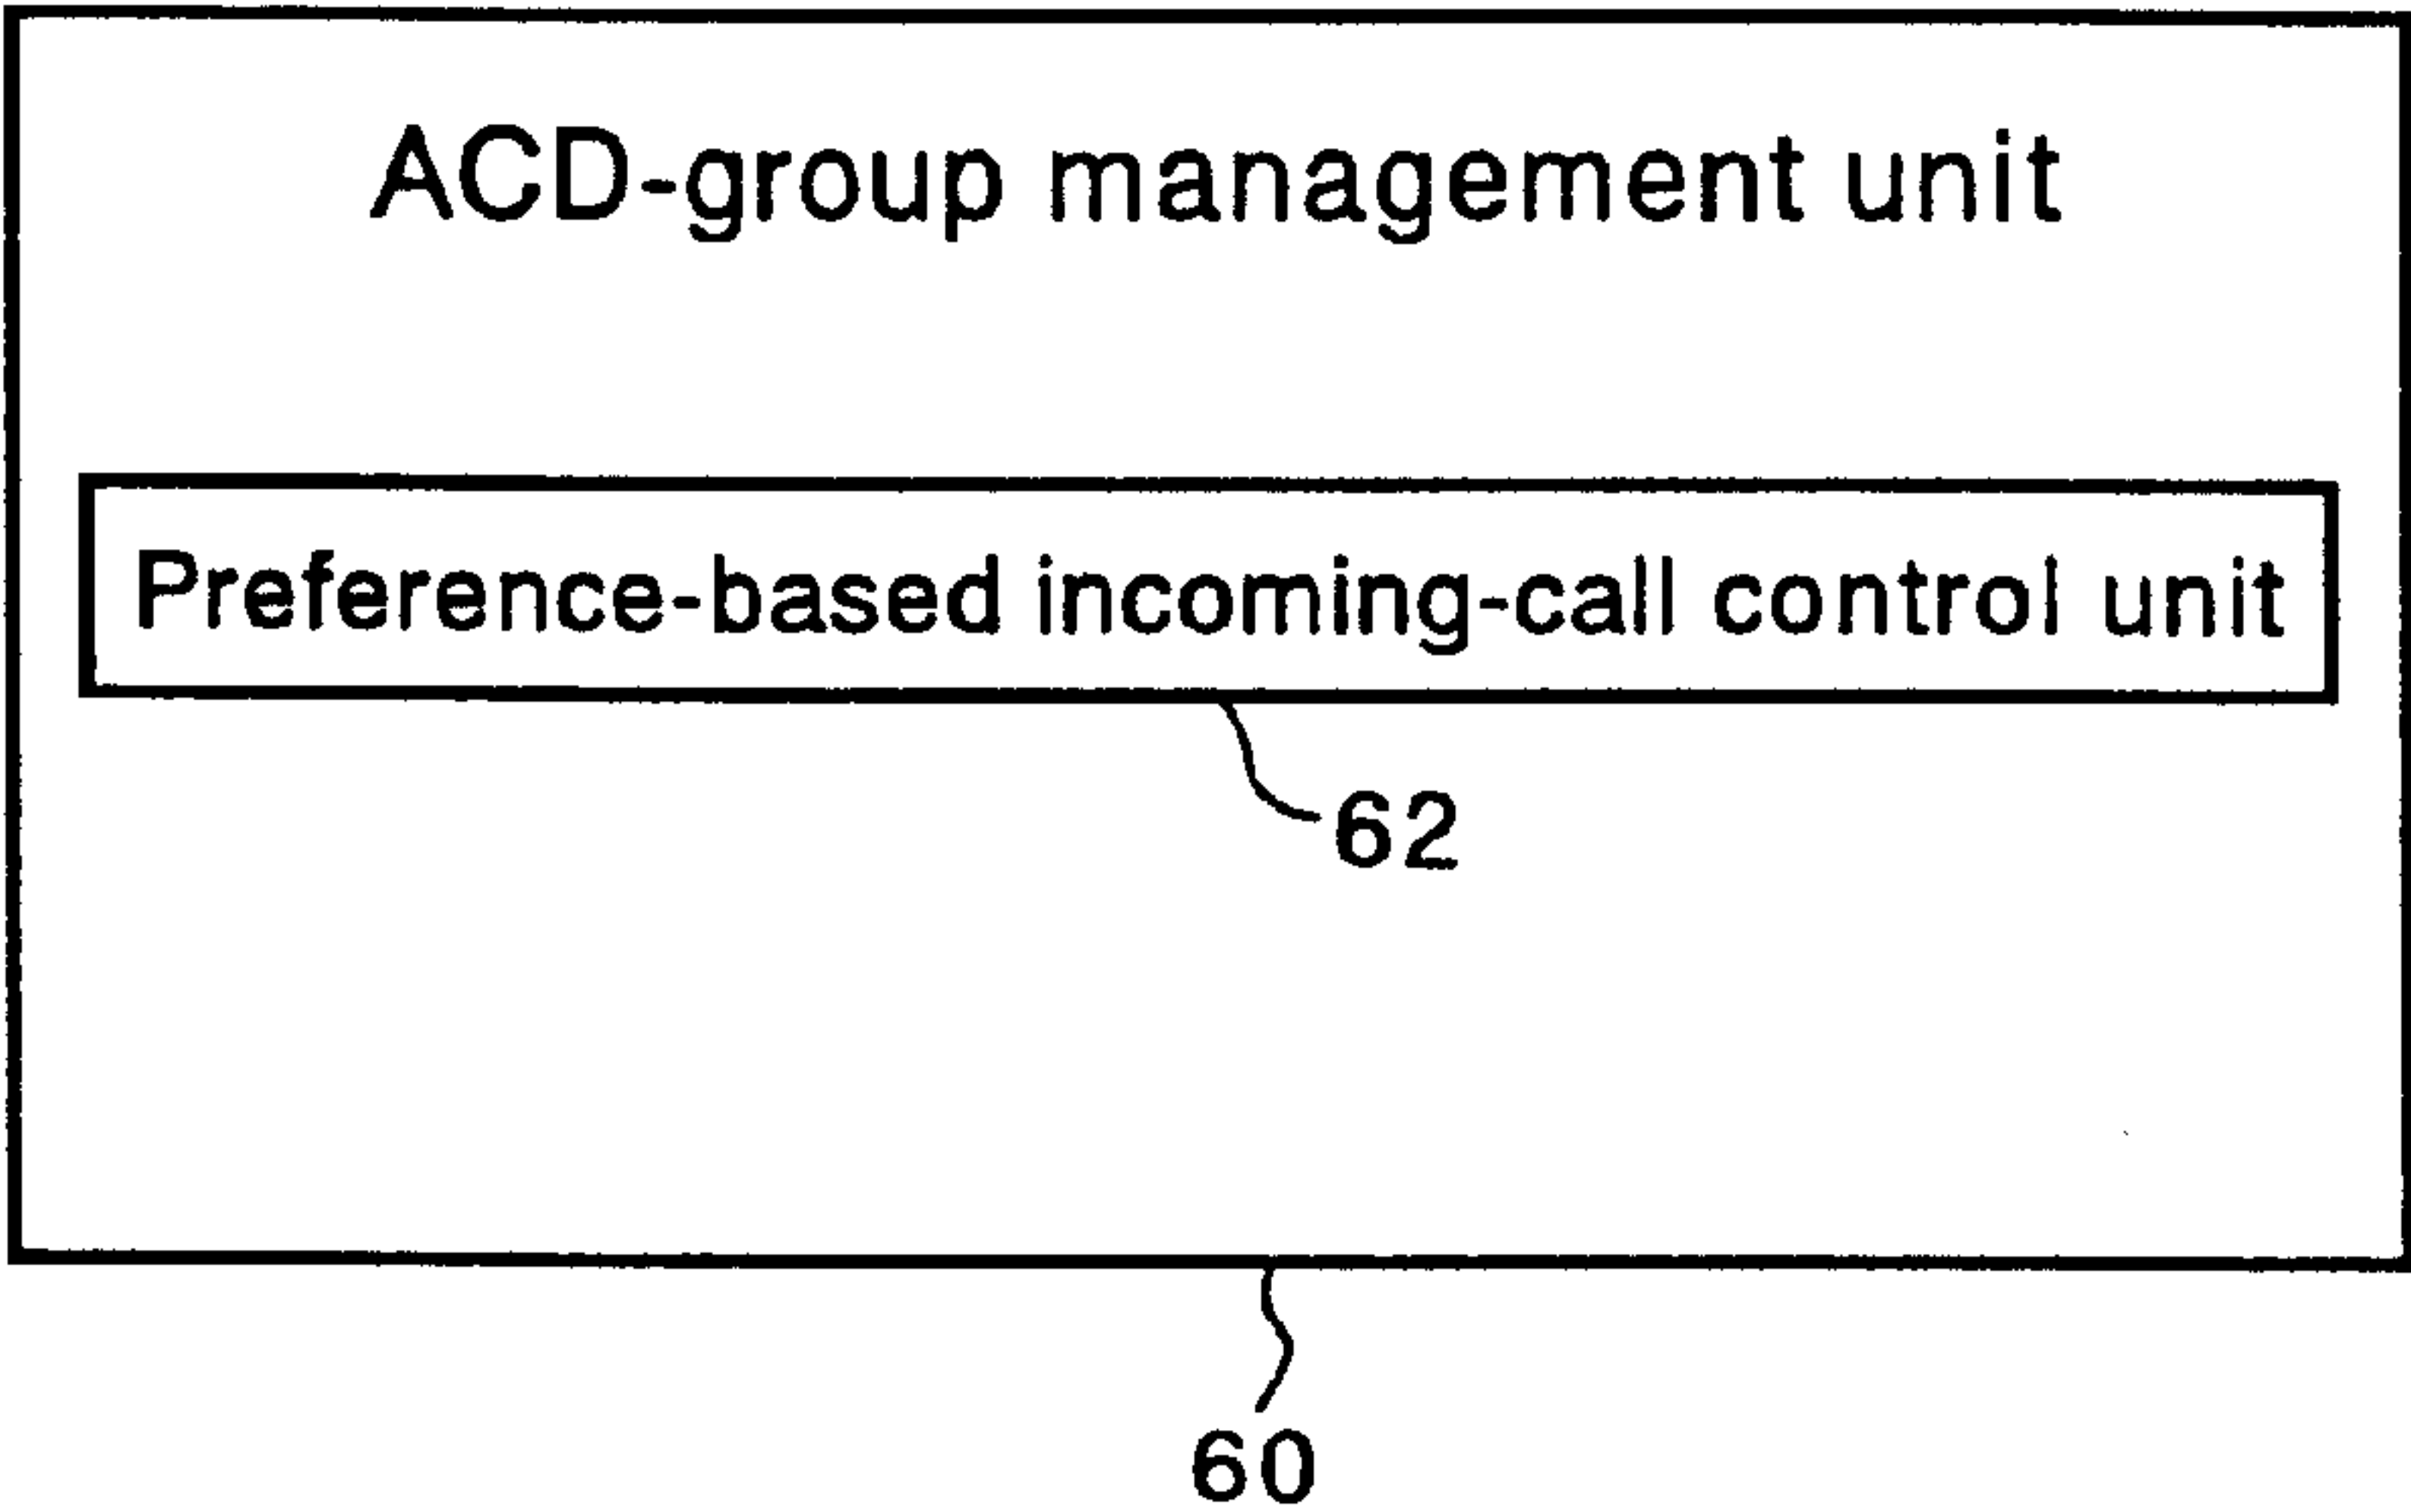 ACD-group management unit
Preference-based incoming-call control unit
62
60